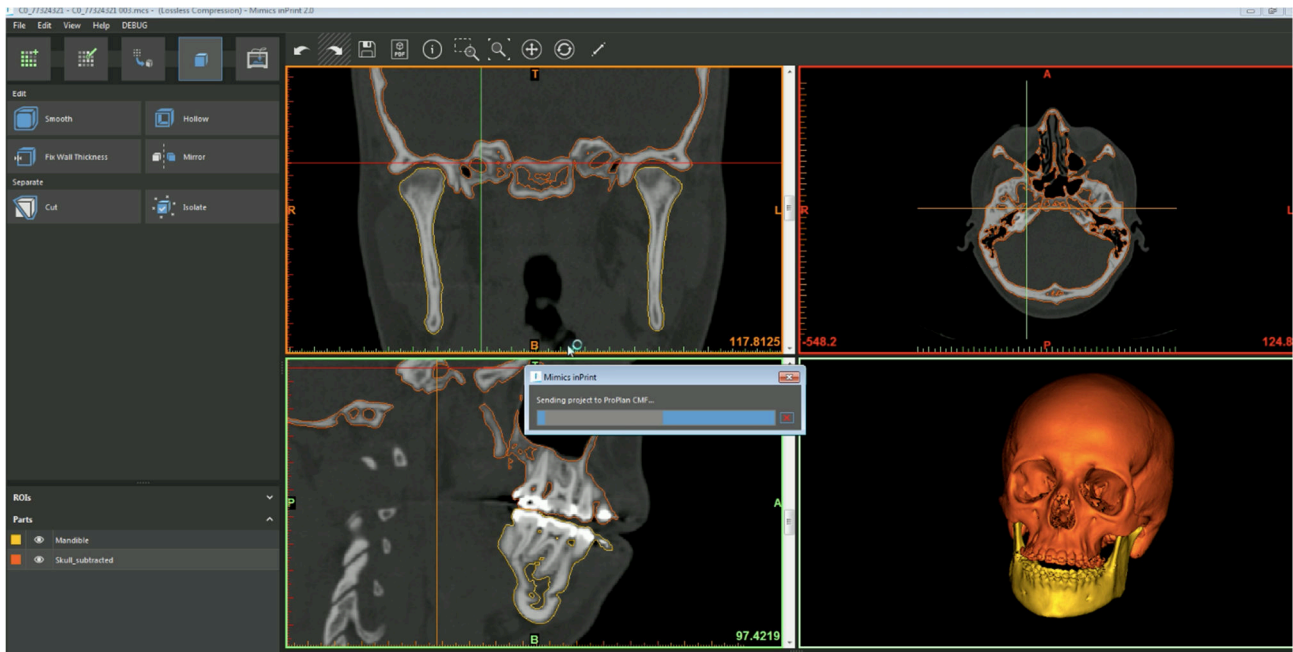 C0_77324321 - C0_77324321 003.mcs - (Lossless Compression) - Mimics inPrint 2.0
File Edit View Help DEBUG
PDF
Edit
Smooth Hollow
Fix Wall Thickness Mirror
Separate
Cut Isolate
T
R L
B
117.8125
A
R L
P
-548.2 124.8
Mimics inPrint
Sending project to ProPlan CMF...
P A
B
97.4219
ROIs
Parts
Mandible
Skull_subtracted